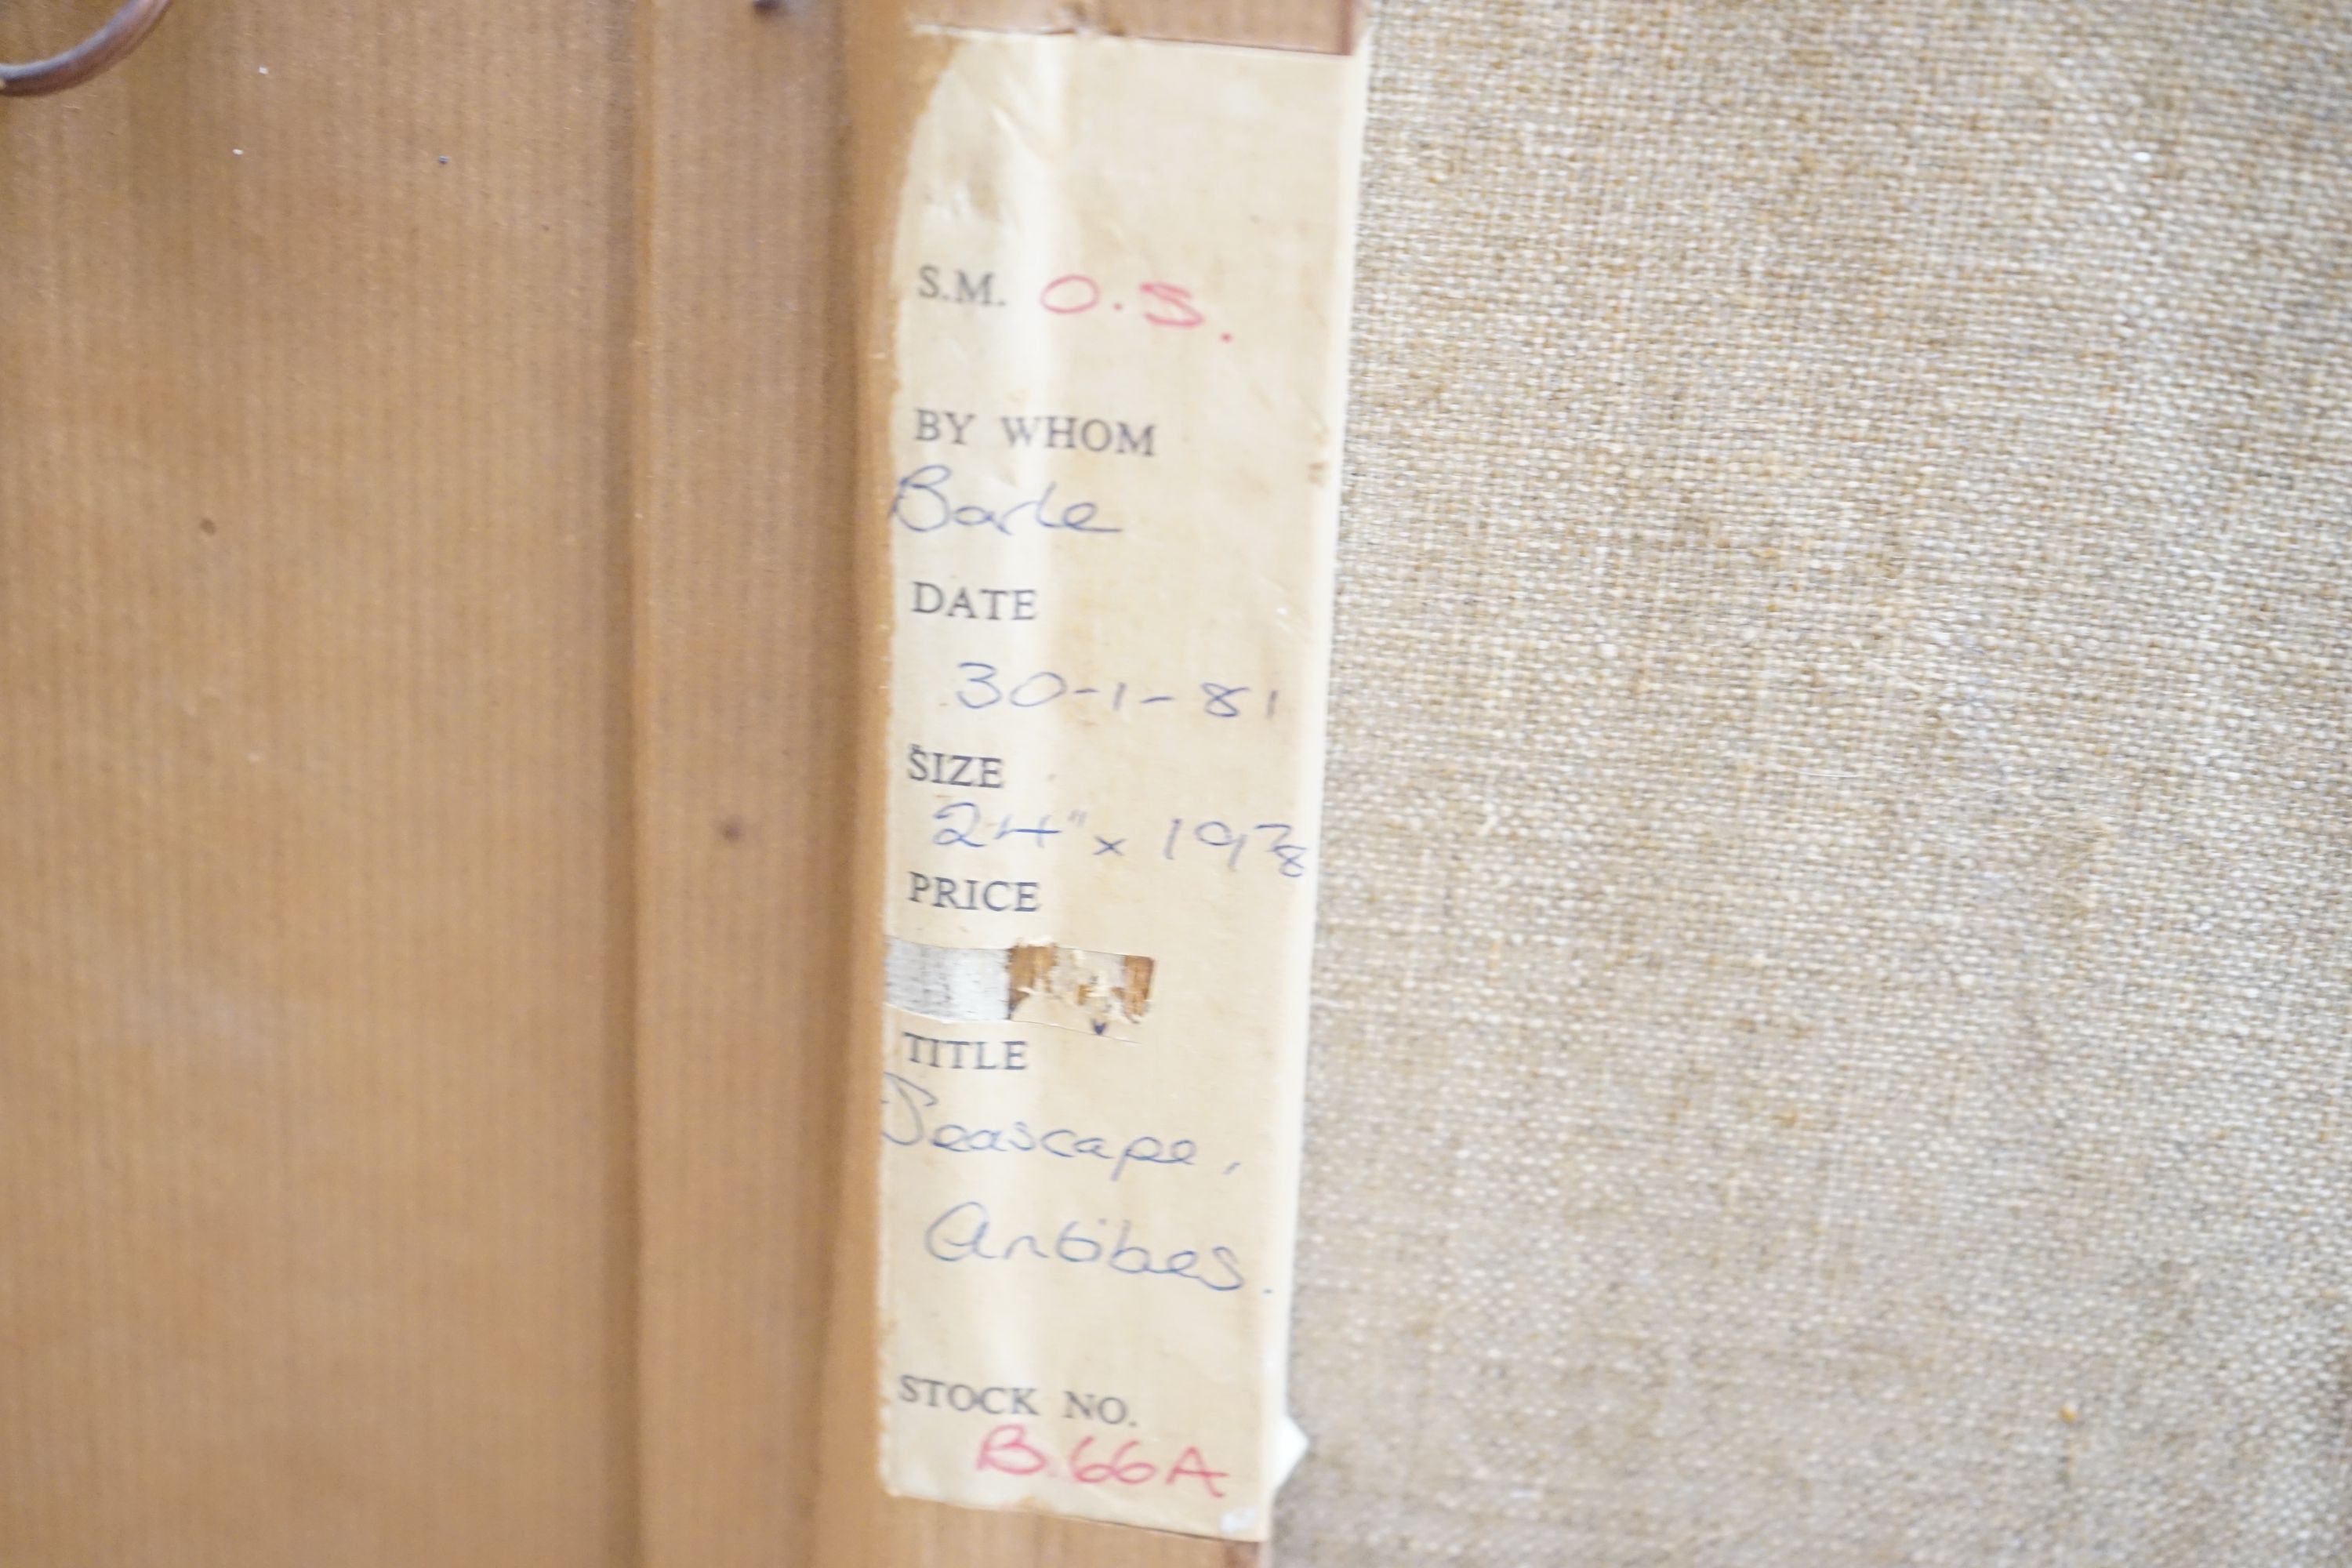 S.M. O.S.
BY WHOM
Barle
DATE
30-1-81
SIZE
24" x 19⅞
PRICE
TITLE
Seascape,
Antibes.
STOCK NO.
B.66A